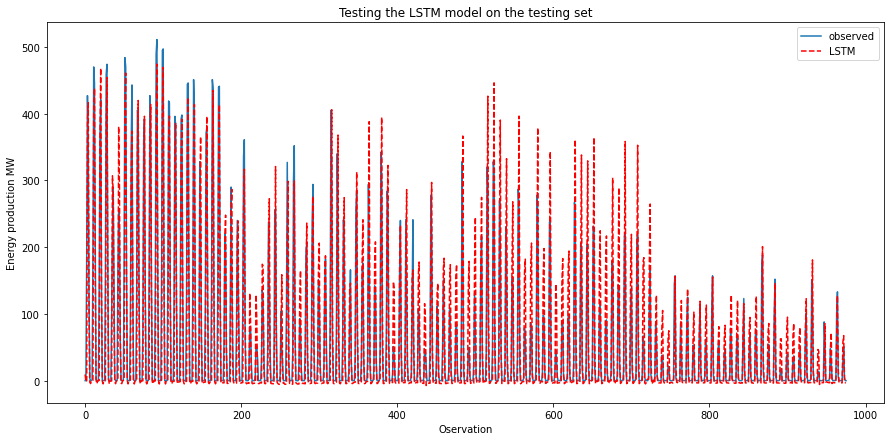 Testing the LSTM model on the testing set
observed
LSTM
Energy production MW
500
400
300
200
100
0
0 200 400 600 800 1000
Oservation